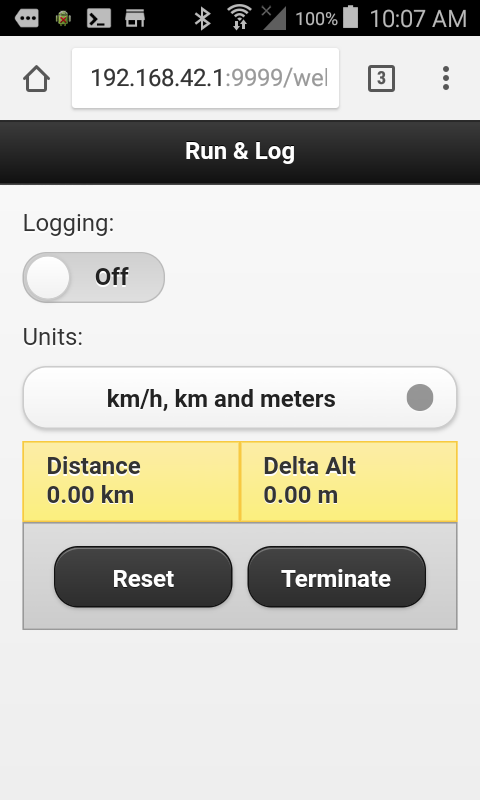 100% 10:07 AM
192.168.42.1:9999/wel
3
Run & Log
Logging:
Off
Units:
km/h, km and meters
Distance
0.00 km
Delta Alt
0.00 m
Reset
Terminate